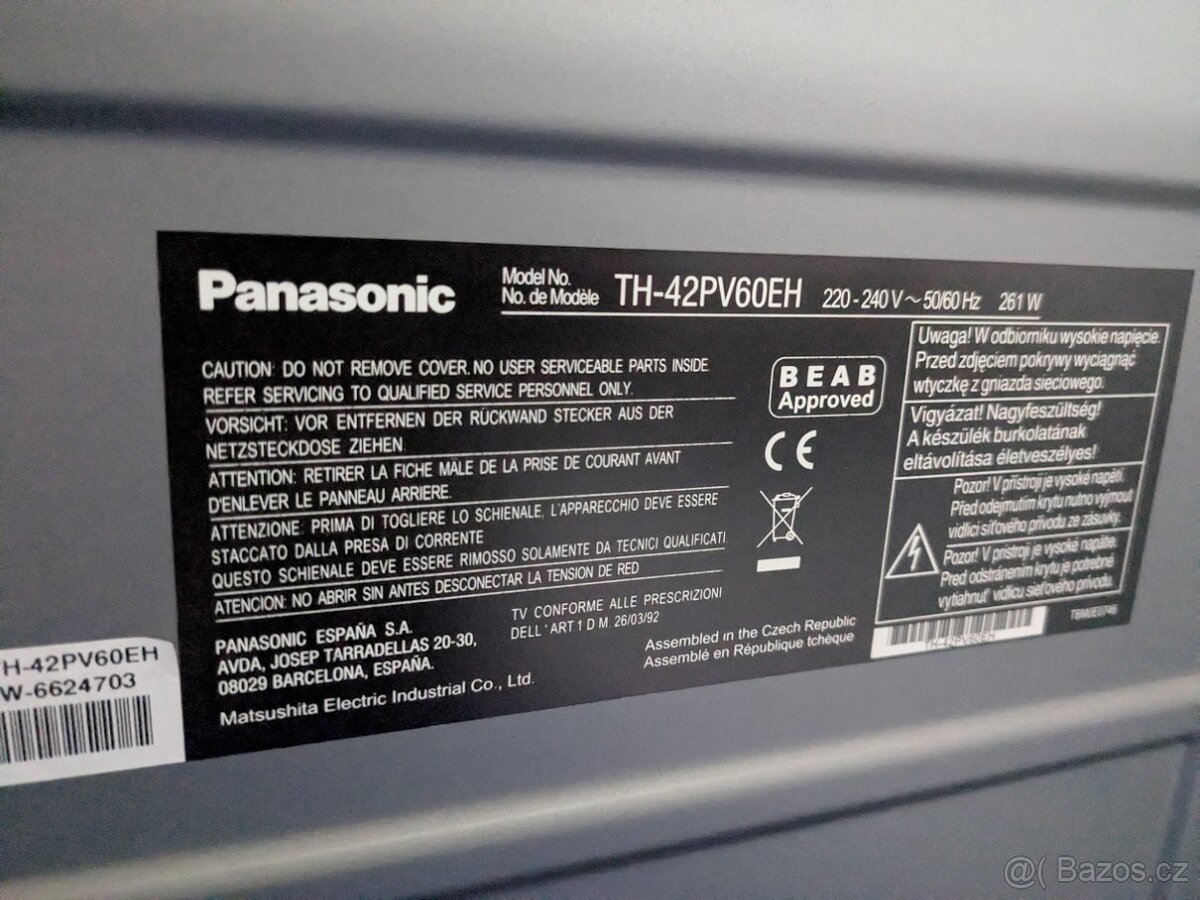 Panasonic
Model No.
No. de Modèle
TH-42PV60EH
220 - 240 V ~ 50/60 Hz
261 W
CAUTION: DO NOT REMOVE COVER. NO USER SERVICEABLE PARTS INSIDE.
REFER SERVICING TO QUALIFIED SERVICE PERSONNEL ONLY.
VORSICHT: VOR ENTFERNEN DER RÜCKWAND STECKER AUS DER
NETZSTECKDOSE ZIEHEN
ATTENTION: RETIRER LA FICHE MÂLE DE LA PRISE DE COURANT AVANT
D'ENLEVER LE PANNEAU ARRIERE.
ATTENZIONE: PRIMA DI TOGLIERE LO SCHIENALE, L'APPARECCHIO DEVE ESSERE
STACCATO DALLA PRESA DI CORRENTE
QUESTO SCHIENALE DEVE ESSERE RIMOSSO SOLAMENTE DA TECNICI QUALIFICATI
ATENCION: NO ABRIR SIN ANTES DESCONECTAR LA TENSION DE RED
PANASONIC ESPAÑA S.A.
AVDA, JOSEP TARRADELLAS 20-30,
08029 BARCELONA, ESPAÑA.
Matsushita Electric Industrial Co., Ltd.
TV CONFORME ALLE PRESCRIZIONI
DELL' ART 1 D M. 26/03/92
Assembled in the Czech Republic
Assemblé en République tchèque
BEAB
Approved
CE
Uwaga! W odbiorniku wysokie napięcie.
Przed zdjęciem pokrywy wyciągnąć
wtyczkę z gniazda sieciowego.
Vigyázat! Nagyfeszültség!
A készülék burkolatának
eltávolítása életveszélyes!
Pozor! V přístroji je vysoké napětí.
Před odejmutím krytu nutno vyjmout
vidlici síťového přívodu ze zásuvky.
Pozor! V prístroji je vysoké napätie.
Pred odstránením krytu je potrebné
vytiahnuť vidlicu sieťového prívodu.
TH-42PV60EH
TBM0E0746
TH-42PV60EH
W-6624703
@( Bazos.cz